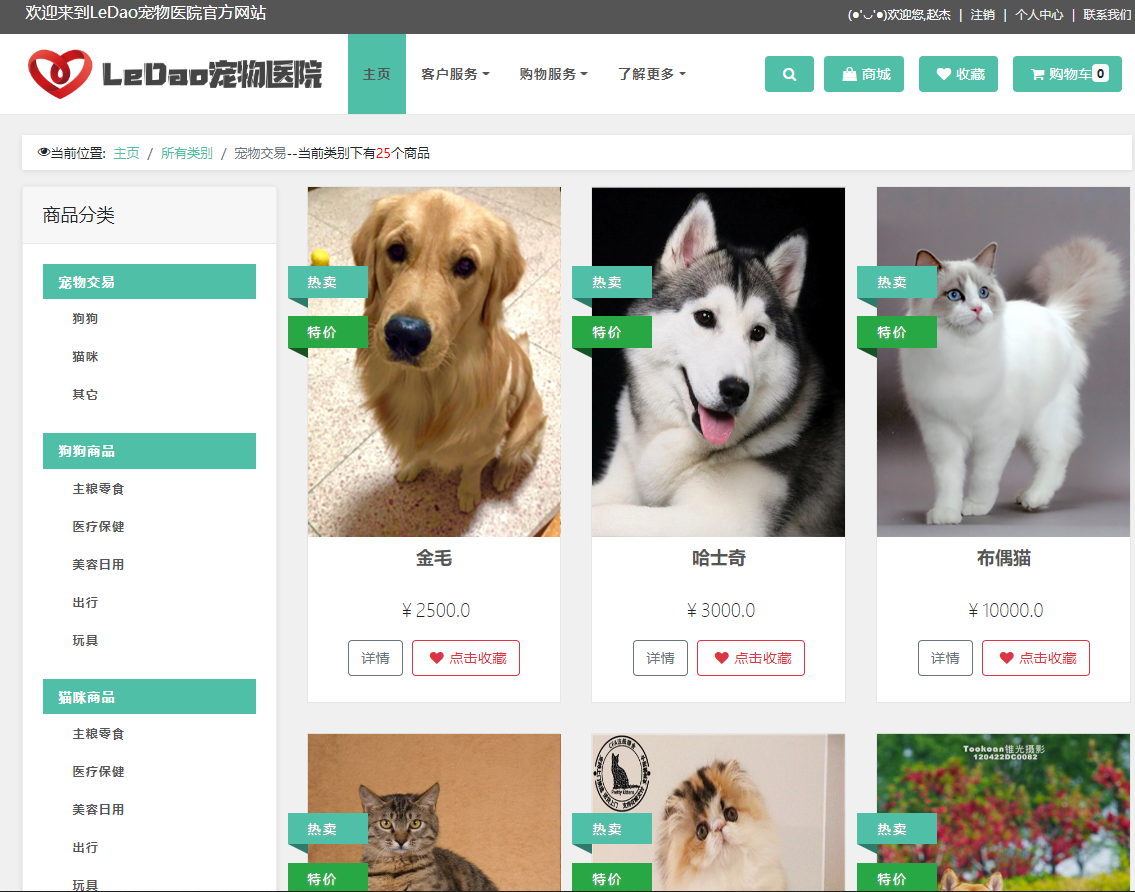 欢迎来到LeDao宠物医院官方网站
(●'◡'●)欢迎您,赵杰 | 注销 | 个人中心 | 联系我们
LeDao宠物医院
主页 客户服务 购物服务 了解更多 商城 收藏 购物车 0
当前位置: 主页 / 所有类别 / 宠物交易--当前类别下有25个商品
商品分类
宠物交易
狗狗
猫咪
其它
狗狗商品
主粮零食
医疗保健
美容日用
出行
玩具
猫咪商品
主粮零食
医疗保健
美容日用
出行
玩具
热卖
特价
金毛
¥ 2500.0
详情 点击收藏
热卖
特价
哈士奇
¥ 3000.0
详情 点击收藏
热卖
特价
布偶猫
¥ 10000.0
详情 点击收藏
热卖
特价
热卖
特价
Tookoan锥光摄影
120422DC0082
热卖
特价